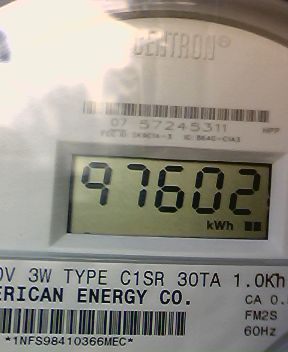 CENTRON®
07 57245311
HPP
97602
kWh
0V 3W TYPE C1SR 30TA 1.0Kh
ERICAN ENERGY CO.
CA 0.
FM2S
60Hz
*1NFS98410366MEC*